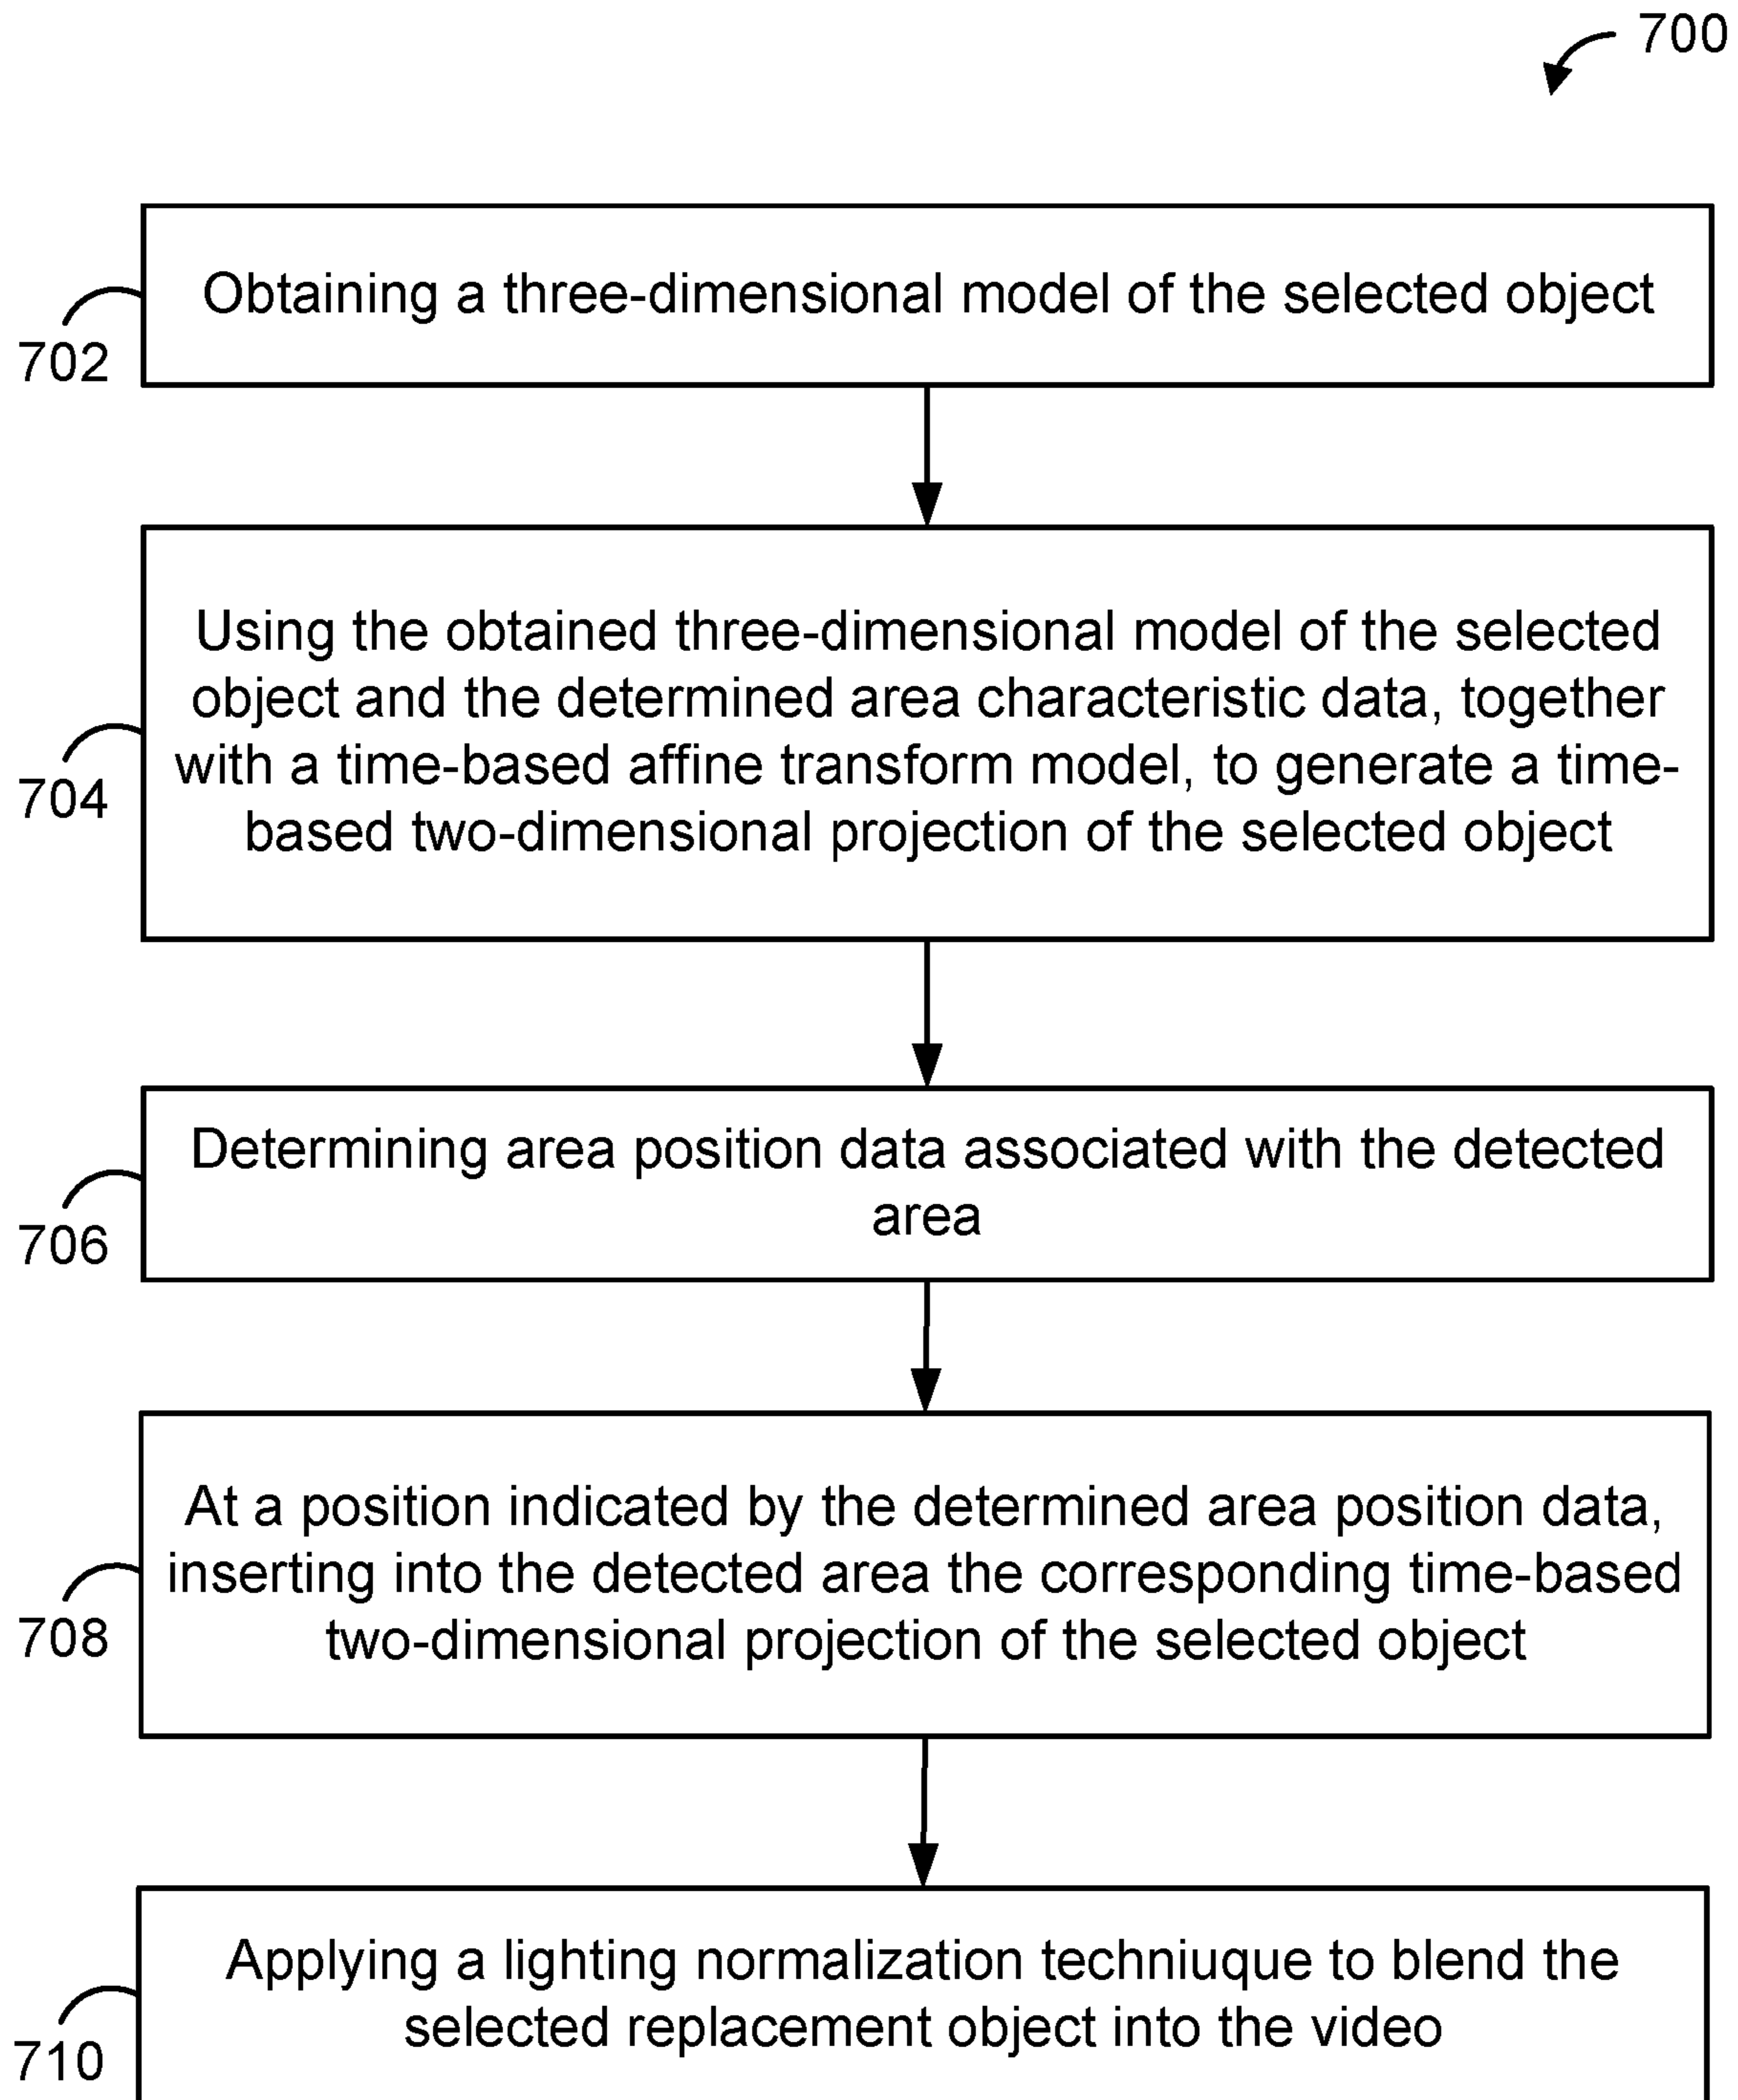 700
Obtaining a three-dimensional model of the selected object
702
Using the obtained three-dimensional model of the selected
object and the determined area characteristic data, together
with a time-based affine transform model, to generate a time-
based two-dimensional projection of the selected object
704
Determining area position data associated with the detected
area
706
At a position indicated by the determined area position data,
inserting into the detected area the corresponding time-based
two-dimensional projection of the selected object
708
Applying a lighting normalization techniuque to blend the
selected replacement object into the video
710